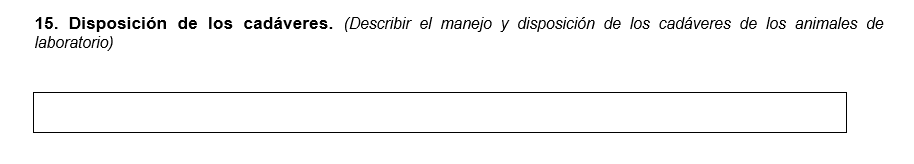 15. Disposición de los cadáveres. (Describir el manejo y disposición de los cadáveres de los animales de
laboratorio)